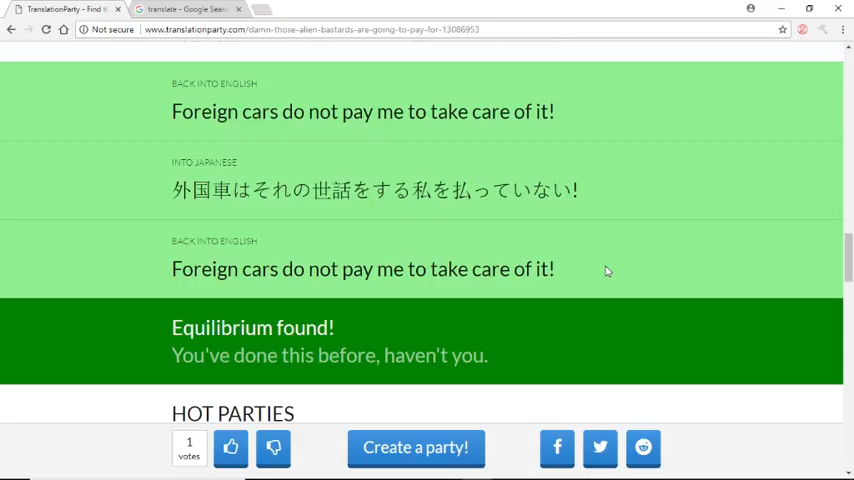 TranslationParty - Find th
translate - Google Search
Not secure | www.translationparty.com/damn-those-alien-bastards-are-going-to-pay-for-13086953
BACK INTO ENGLISH
Foreign cars do not pay me to take care of it!
INTO JAPANESE
外国車はそれの世話をする私を払っていない!
BACK INTO ENGLISH
Foreign cars do not pay me to take care of it!
Equilibrium found!
You've done this before, haven't you.
HOT PARTIES
1
votes
Create a party!